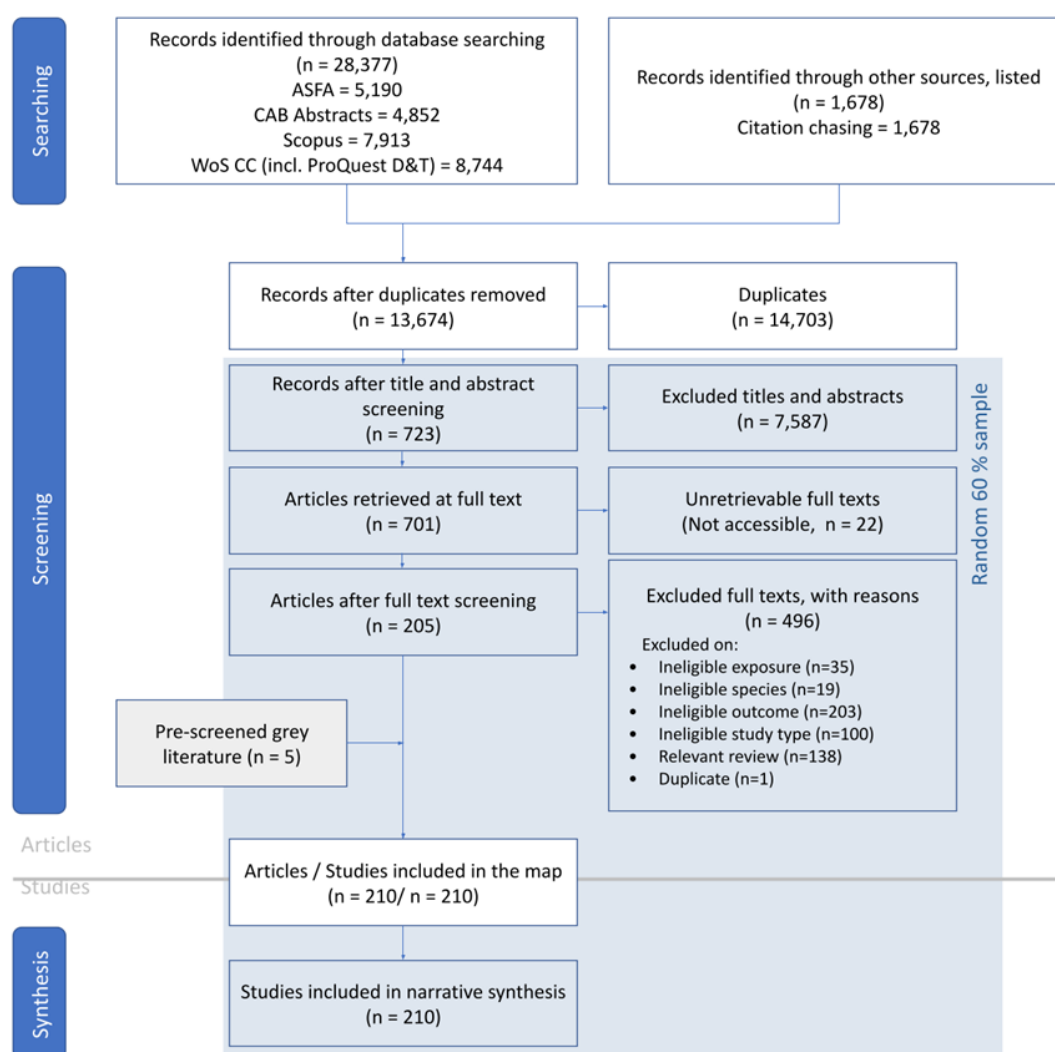 Searching
Records identified through database searching
(n = 28,377)
ASFA = 5,190
CAB Abstracts = 4,852
Scopus = 7,913
WoS CC (incl. ProQuest D&T) = 8,744
Records identified through other sources, listed
(n = 1,678)
Citation chasing = 1,678
Screening
Records after duplicates removed
(n = 13,674)
Duplicates
(n = 14,703)
Random 60 % sample
Records after title and abstract
screening
(n = 723)
Excluded titles and abstracts
(n = 7,587)
Articles retrieved at full text
(n = 701)
Unretrievable full texts
(Not accessible, n = 22)
Articles after full text screening
(n = 205)
Excluded full texts, with reasons
(n = 496)
Excluded on:
• Ineligible exposure (n=35)
• Ineligible species (n=19)
• Ineligible outcome (n=203)
• Ineligible study type (n=100)
• Relevant review (n=138)
• Duplicate (n=1)
Pre-screened grey
literature (n = 5)
Articles
Studies
Articles / Studies included in the map
(n = 210/ n = 210)
Synthesis
Studies included in narrative synthesis
(n = 210)